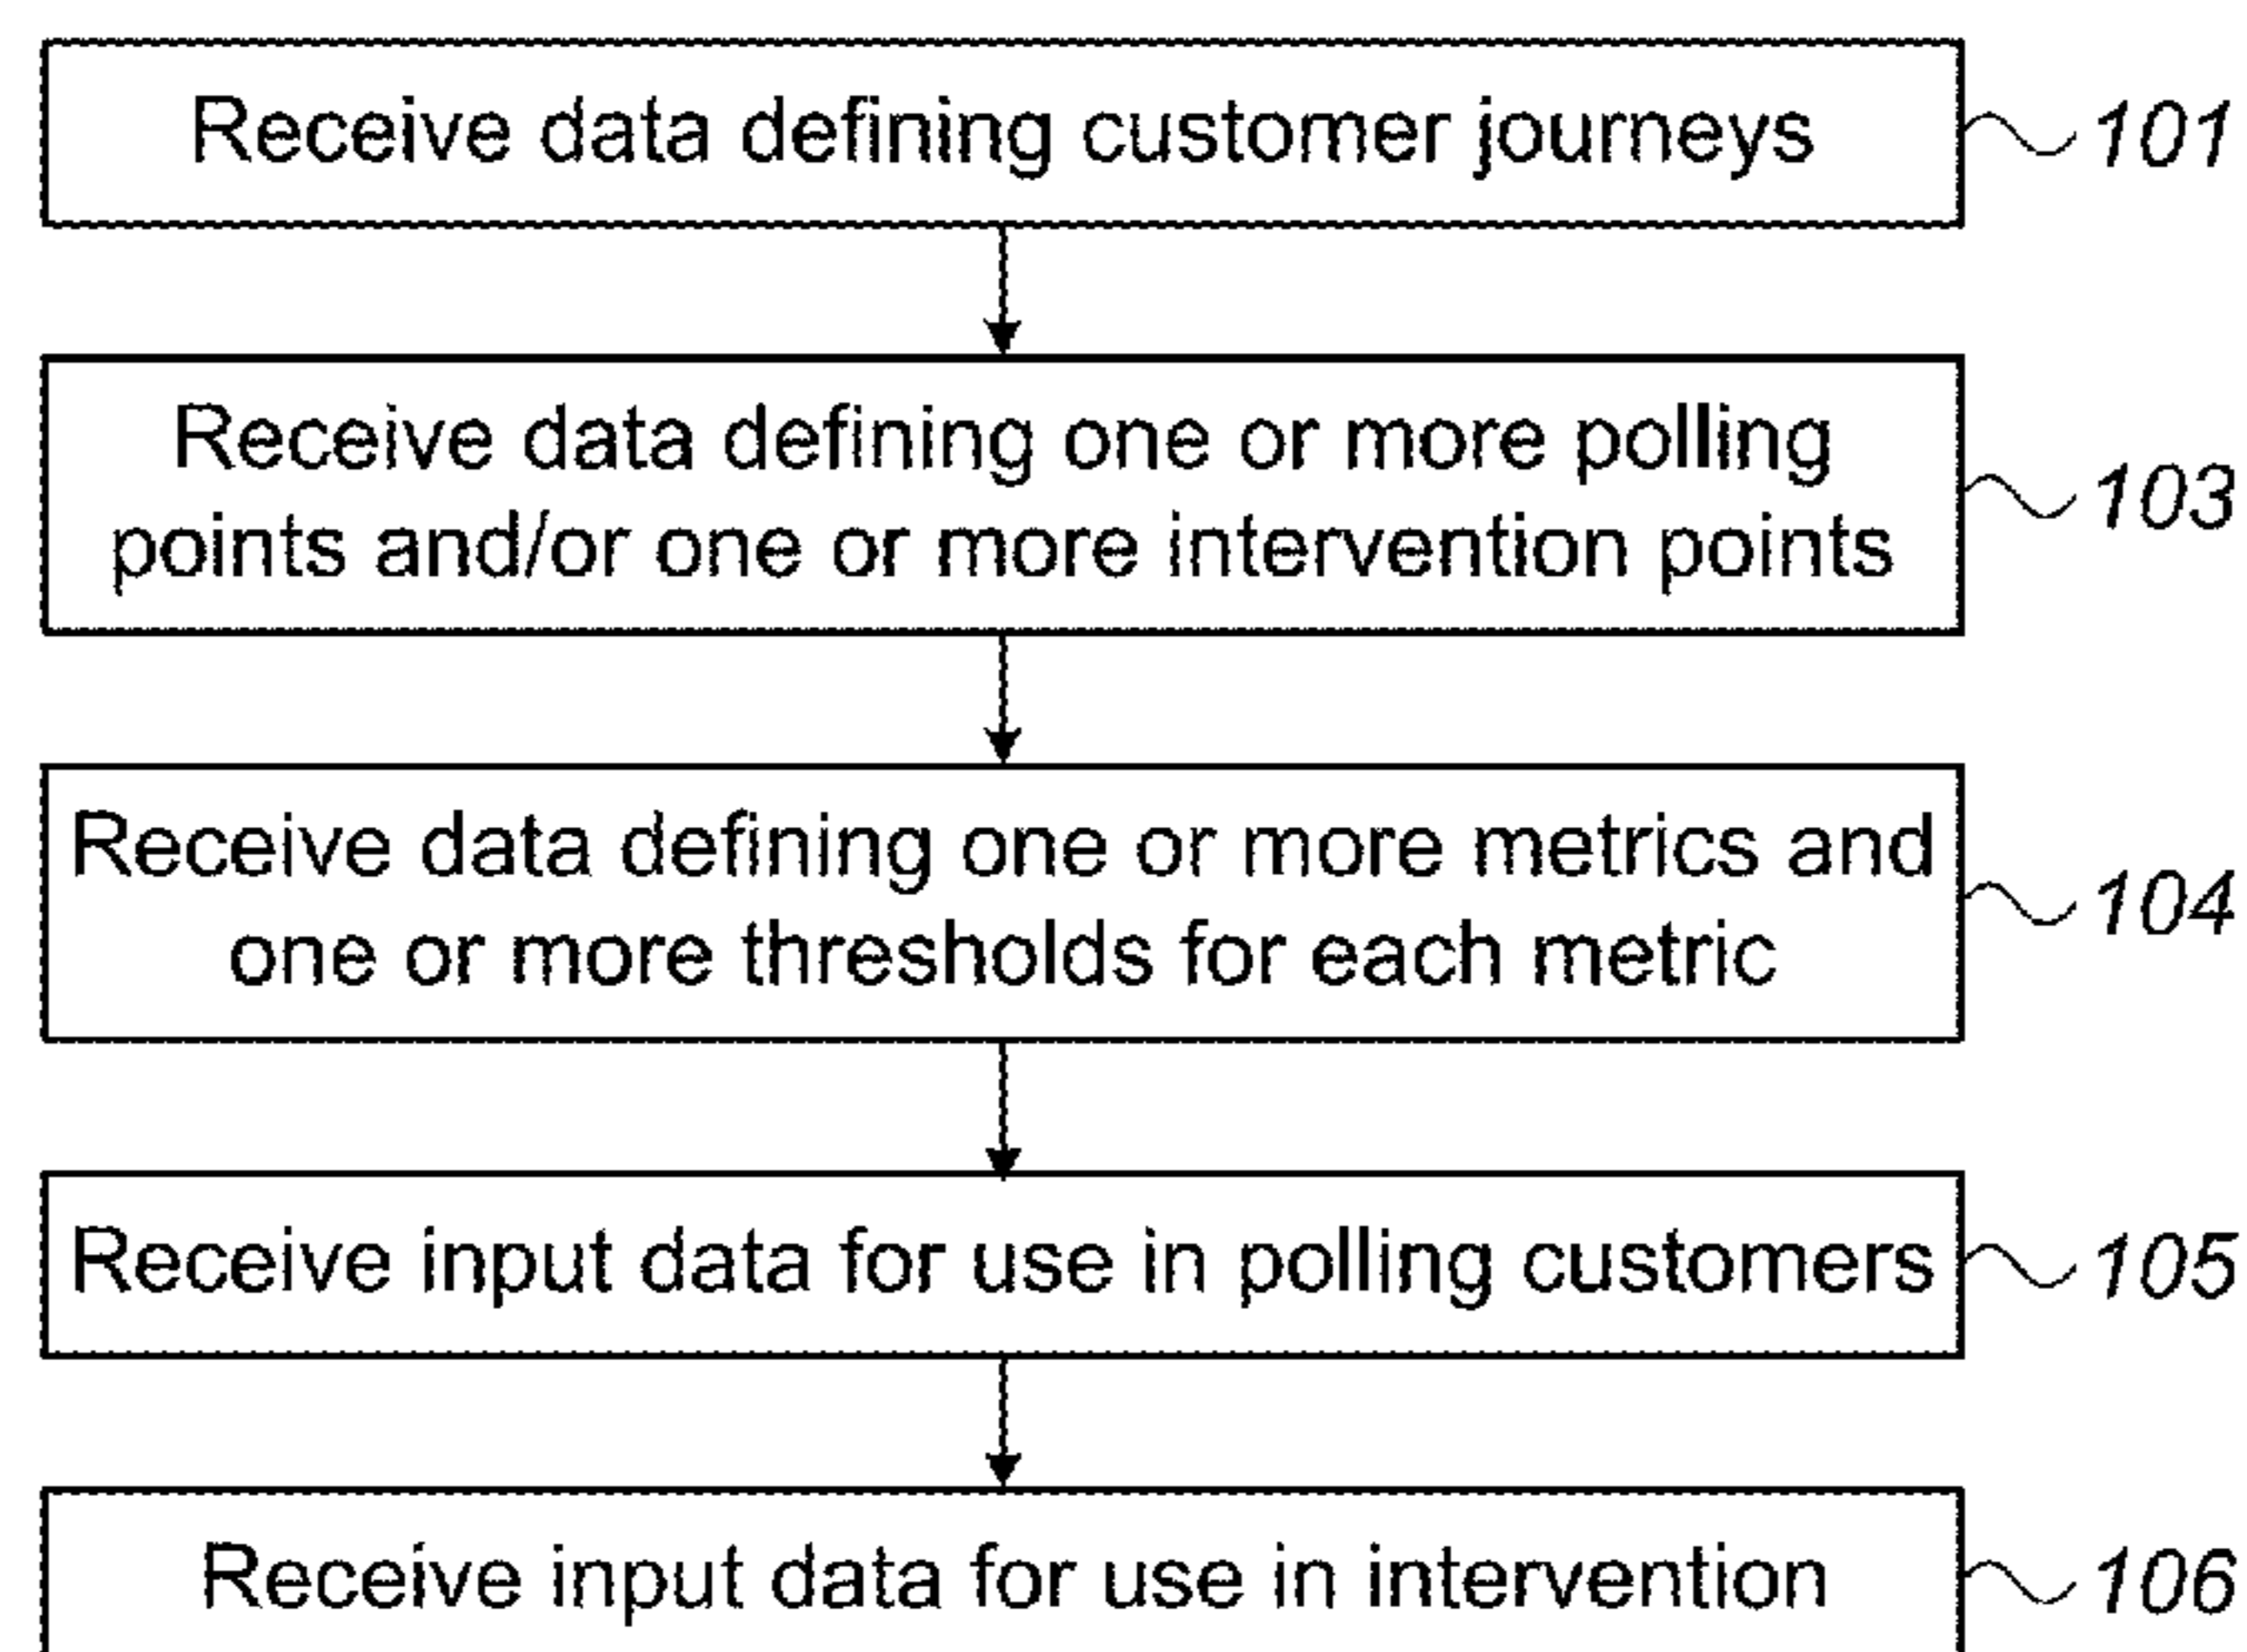 Receive data defining customer journeys 101
Receive data defining one or more polling
points and/or one or more intervention points 103
Receive data defining one or more metrics and
one or more thresholds for each metric 104
Receive input data for use in polling customers 105
Receive input data for use in intervention 106